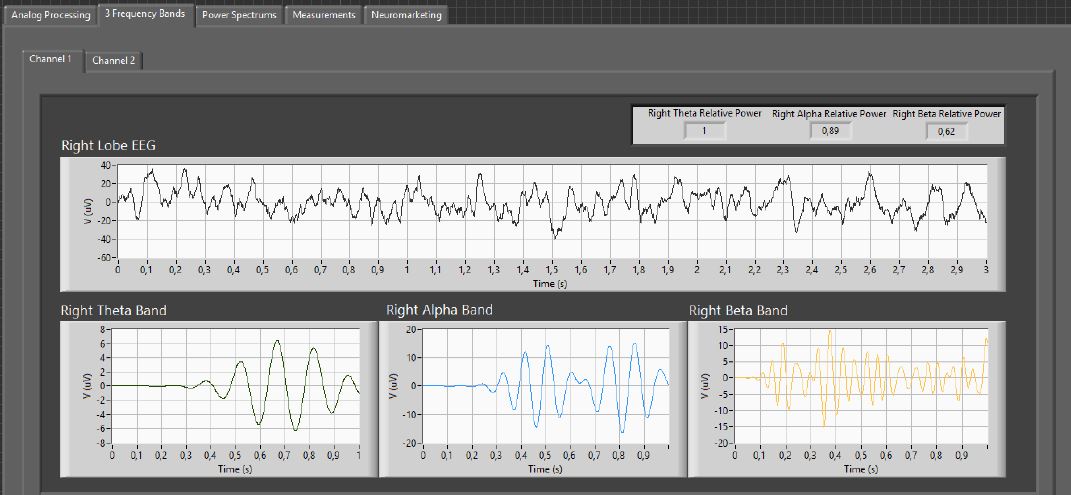 Analog Processing 3 Frequency Bands Power Spectrums Measurements Neuromarketing
Channel 1 Channel 2
Right Theta Relative Power Right Alpha Relative Power Right Beta Relative Power
1 0,89 0,62
Right Lobe EEG
V (uV)
40
20
0
-20
-40
-60
0 0,1 0,2 0,3 0,4 0,5 0,6 0,7 0,8 0,9 1 1,1 1,2 1,3 1,4 1,5 1,6 1,7 1,8 1,9 2 2,1 2,2 2,3 2,4 2,5 2,6 2,7 2,8 2,9 3
Time (s)
Right Theta Band
V (uV)
8
6
4
2
0
-2
-4
-6
-8
0 0,1 0,2 0,3 0,4 0,5 0,6 0,7 0,8 0,9 1
Time (s)
Right Alpha Band
V (uV)
20
10
0
-10
-20
0 0,1 0,2 0,3 0,4 0,5 0,6 0,7 0,8 0,9
Time (s)
Right Beta Band
V (uV)
15
10
5
0
-5
-10
-15
-20
0 0,1 0,2 0,3 0,4 0,5 0,6 0,7 0,8 0,9
Time (s)